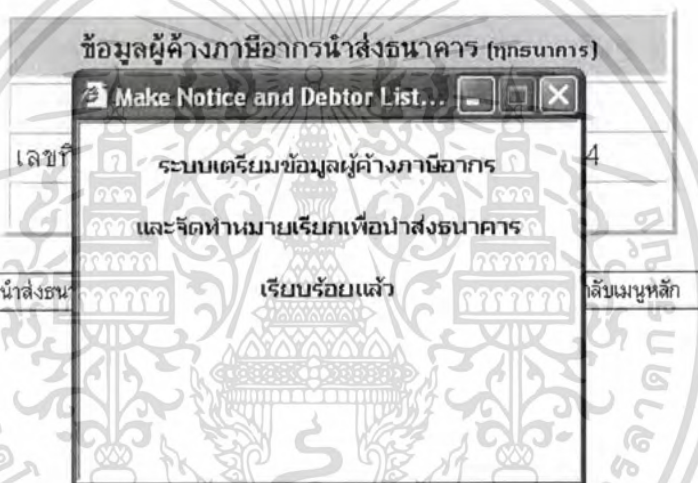 ข้อมูลผู้ค้างภาษีอากรนำส่งธนาคาร (ทุกธนาคาร)
Make Notice and Debtor List...
เลขที่ 4
ระบบเตรียมข้อมูลผู้ค้างภาษีอากร
และจัดทำหมายเรียกเพื่อนำส่งธนาคาร
นำส่งธนา ลับเมนูหลัก
เรียบร้อยแล้ว